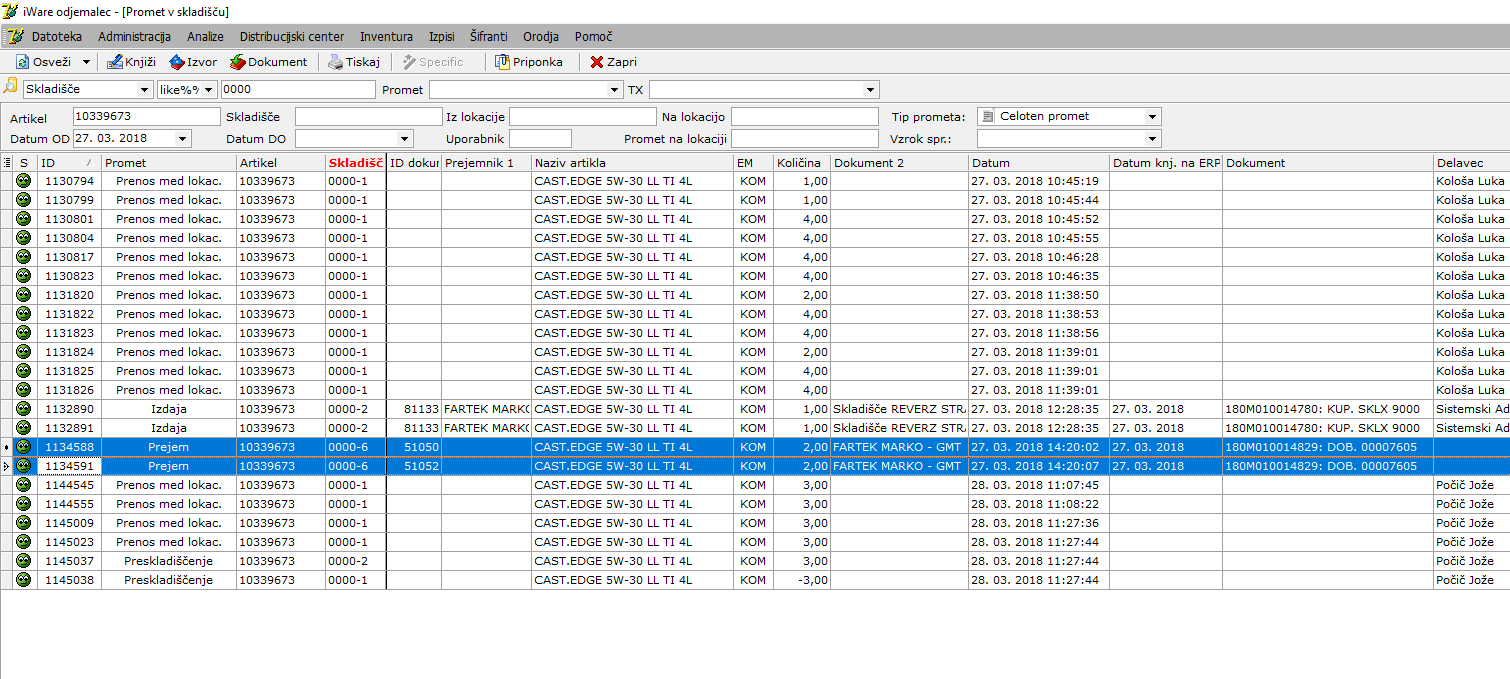 iWare odjemalec - [Promet v skladišču]
Datoteka Administracija Analize Distribucijski center Inventura Izpisi Šifranti Orodja Pomoč
Osveži Knjiži Izvor Dokument Tiskaj Specific Priponka Zapri
Skladišče like%% 0000 Promet TX
Artikel 10339673 Skladišče Iz lokacije Na lokacijo Tip prometa: Celoten promet
Datum OD 27. 03. 2018 Datum DO Uporabnik Promet na lokaciji Vzrok spr.:
S ID Promet Artikel Skladišč ID dokur Prejemnik 1 Naziv artikla EM Količina Dokument 2 Datum Datum knj. na ERP Dokument Delavec
1130794 Prenos med lokac. 10339673 0000-1 CAST.EDGE 5W-30 LL TI 4L KOM 1,00 27. 03. 2018 10:45:19 Kološa Luka
1130799 Prenos med lokac. 10339673 0000-1 CAST.EDGE 5W-30 LL TI 4L KOM 1,00 27. 03. 2018 10:45:44 Kološa Luka
1130801 Prenos med lokac. 10339673 0000-1 CAST.EDGE 5W-30 LL TI 4L KOM 4,00 27. 03. 2018 10:45:52 Kološa Luka
1130804 Prenos med lokac. 10339673 0000-1 CAST.EDGE 5W-30 LL TI 4L KOM 4,00 27. 03. 2018 10:45:55 Kološa Luka
1130817 Prenos med lokac. 10339673 0000-1 CAST.EDGE 5W-30 LL TI 4L KOM 4,00 27. 03. 2018 10:46:28 Kološa Luka
1130823 Prenos med lokac. 10339673 0000-1 CAST.EDGE 5W-30 LL TI 4L KOM 4,00 27. 03. 2018 10:46:35 Kološa Luka
1131820 Prenos med lokac. 10339673 0000-1 CAST.EDGE 5W-30 LL TI 4L KOM 2,00 27. 03. 2018 11:38:50 Kološa Luka
1131822 Prenos med lokac. 10339673 0000-1 CAST.EDGE 5W-30 LL TI 4L KOM 4,00 27. 03. 2018 11:38:53 Kološa Luka
1131823 Prenos med lokac. 10339673 0000-1 CAST.EDGE 5W-30 LL TI 4L KOM 4,00 27. 03. 2018 11:38:56 Kološa Luka
1131824 Prenos med lokac. 10339673 0000-1 CAST.EDGE 5W-30 LL TI 4L KOM 2,00 27. 03. 2018 11:39:01 Kološa Luka
1131825 Prenos med lokac. 10339673 0000-1 CAST.EDGE 5W-30 LL TI 4L KOM 4,00 27. 03. 2018 11:39:01 Kološa Luka
1131826 Prenos med lokac. 10339673 0000-1 CAST.EDGE 5W-30 LL TI 4L KOM 4,00 27. 03. 2018 11:39:01 Kološa Luka
1132890 Izdaja 10339673 0000-2 81133 FARTEK MARKO CAST.EDGE 5W-30 LL TI 4L KOM 1,00 Skladišče REVERZ STRA 27. 03. 2018 12:28:35 27. 03. 2018 180M010014780: KUP. SKLX 9000 Sistemski Ad
1132891 Izdaja 10339673 0000-2 81133 FARTEK MARKO CAST.EDGE 5W-30 LL TI 4L KOM 1,00 Skladišče REVERZ STRA 27. 03. 2018 12:28:35 27. 03. 2018 180M010014780: KUP. SKLX 9000 Sistemski Ad
1134588 Prejem 10339673 0000-6 51050 CAST.EDGE 5W-30 LL TI 4L KOM 2,00 FARTEK MARKO - GMT 27. 03. 2018 14:20:02 27. 03. 2018 180M010014829: DOB. 00007605
1134591 Prejem 10339673 0000-6 51052 CAST.EDGE 5W-30 LL TI 4L KOM 2,00 FARTEK MARKO - GMT 27. 03. 2018 14:20:07 27. 03. 2018 180M010014829: DOB. 00007605
1144545 Prenos med lokac. 10339673 0000-1 CAST.EDGE 5W-30 LL TI 4L KOM 3,00 28. 03. 2018 11:07:45 Počič Jože
1144555 Prenos med lokac. 10339673 0000-1 CAST.EDGE 5W-30 LL TI 4L KOM 3,00 28. 03. 2018 11:08:22 Počič Jože
1145009 Prenos med lokac. 10339673 0000-1 CAST.EDGE 5W-30 LL TI 4L KOM 3,00 28. 03. 2018 11:27:36 Počič Jože
1145023 Prenos med lokac. 10339673 0000-1 CAST.EDGE 5W-30 LL TI 4L KOM 3,00 28. 03. 2018 11:27:44 Počič Jože
1145037 Preskladiščenje 10339673 0000-2 CAST.EDGE 5W-30 LL TI 4L KOM 3,00 28. 03. 2018 11:27:44 Počič Jože
1145038 Preskladiščenje 10339673 0000-1 CAST.EDGE 5W-30 LL TI 4L KOM -3,00 28. 03. 2018 11:27:44 Počič Jože